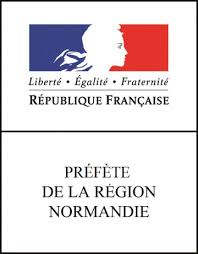 Liberté • Égalité • Fraternité
RÉPUBLIQUE FRANÇAISE
PRÉFÈTE
DE LA RÉGION
NORMANDIE